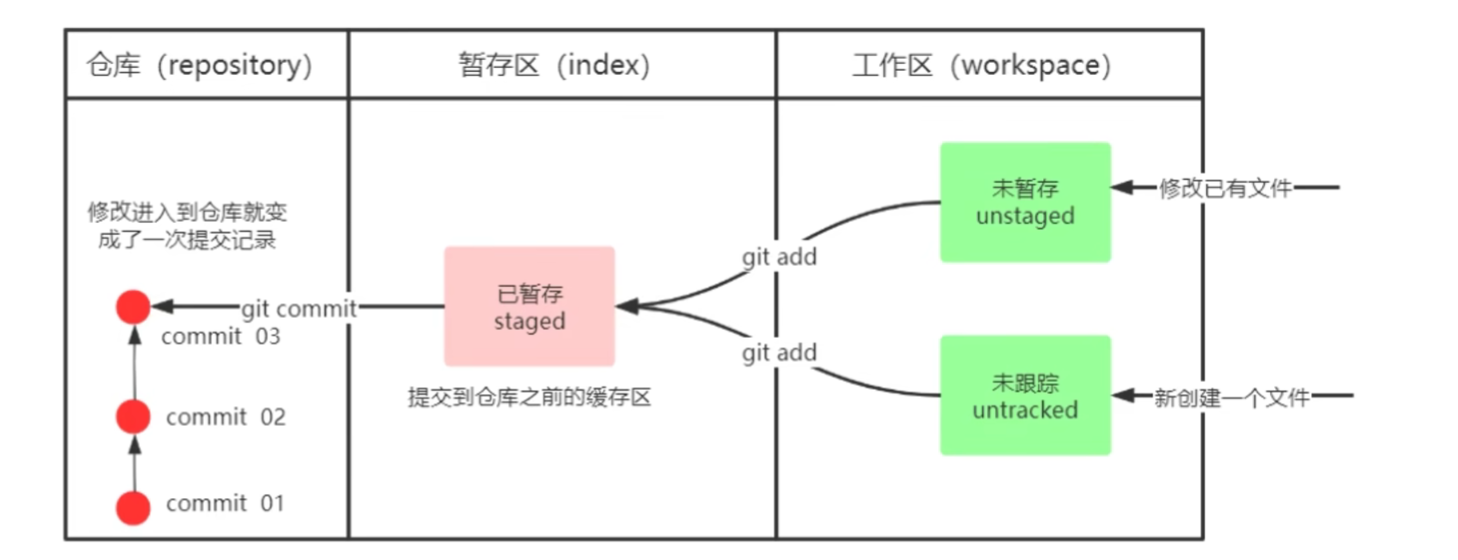 仓库（repository）
暂存区（index）
工作区（workspace）
修改进入到仓库就变
成了一次提交记录
git commit
commit 03
commit 02
commit 01
已暂存
staged
提交到仓库之前的缓存区
git add
git add
未暂存
unstaged
修改已有文件
未跟踪
untracked
新创建一个文件